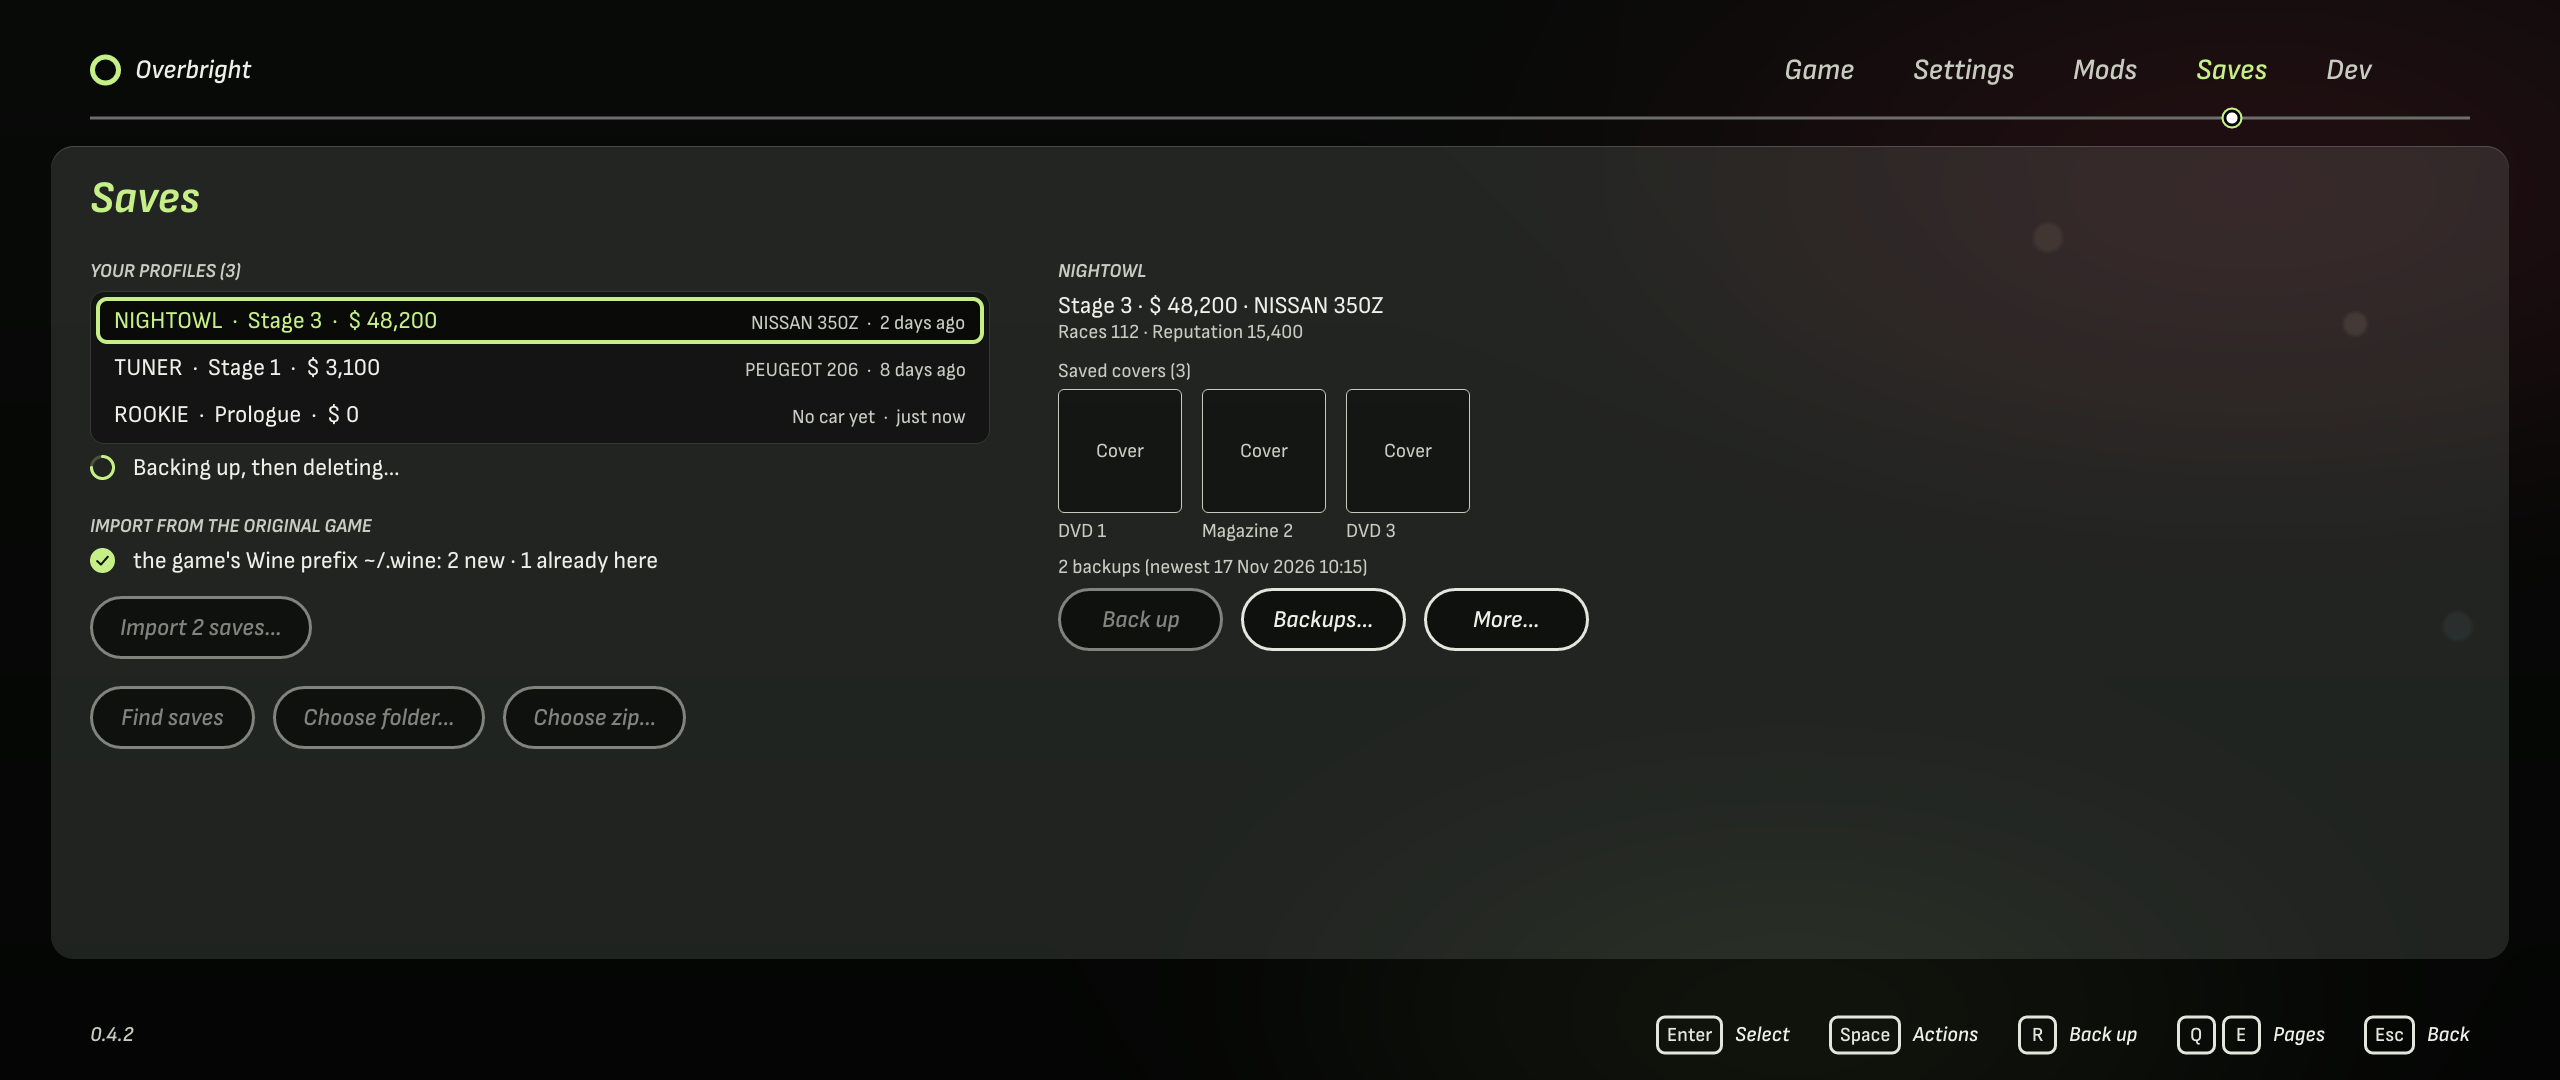 Overbright
Game Settings Mods Saves Dev
Saves
YOUR PROFILES (3)
NIGHTOWL · Stage 3 · $ 48,200 NISSAN 350Z · 2 days ago
TUNER · Stage 1 · $ 3,100 PEUGEOT 206 · 8 days ago
ROOKIE · Prologue · $ 0 No car yet · just now
Backing up, then deleting...
IMPORT FROM THE ORIGINAL GAME
the game's Wine prefix ~/.wine: 2 new · 1 already here
Import 2 saves...
Find saves Choose folder... Choose zip...
NIGHTOWL
Stage 3 · $ 48,200 · NISSAN 350Z
Races 112 · Reputation 15,400
Saved covers (3)
Cover Cover Cover
DVD 1 Magazine 2 DVD 3
2 backups (newest 17 Nov 2026 10:15)
Back up Backups... More...
0.4.2
Enter Select Space Actions R Back up Q E Pages Esc Back